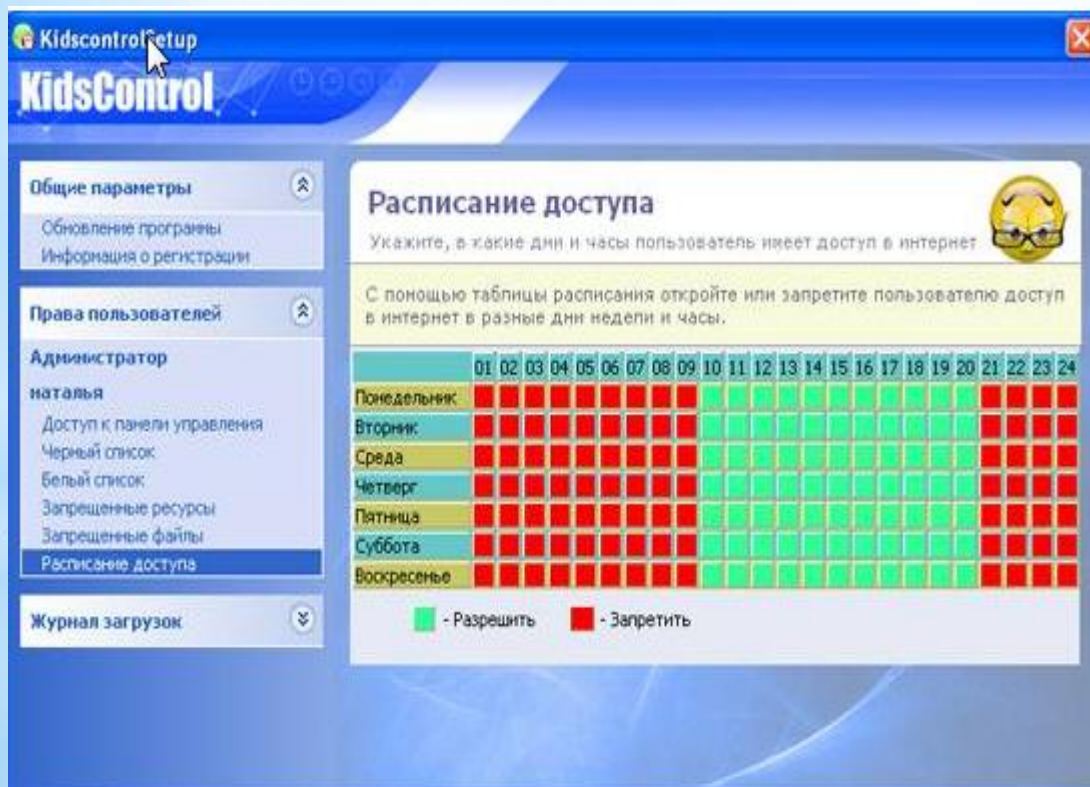 KidscontrolSetup
KidsControl
Общие параметры
Обновление программы
Информация о регистрации
Права пользователей
Администратор
наталья
Доступ к панели управления
Черный список
Белый список
Запрещенные ресурсы
Запрещенные файлы
Расписание доступа
Журнал загрузок
Расписание доступа
Укажите, в какие дни и часы пользователь имеет доступ в интернет
С помощью таблицы расписания откройте или запретите пользователю доступ
в интернет в разные дни недели и часы.
01 02 03 04 05 06 07 08 09 10 11 12 13 14 15 16 17 18 19 20 21 22 23 24
Понедельник
Вторник
Среда
Четверг
Пятница
Суббота
Воскресенье
- Разрешить - Запретить